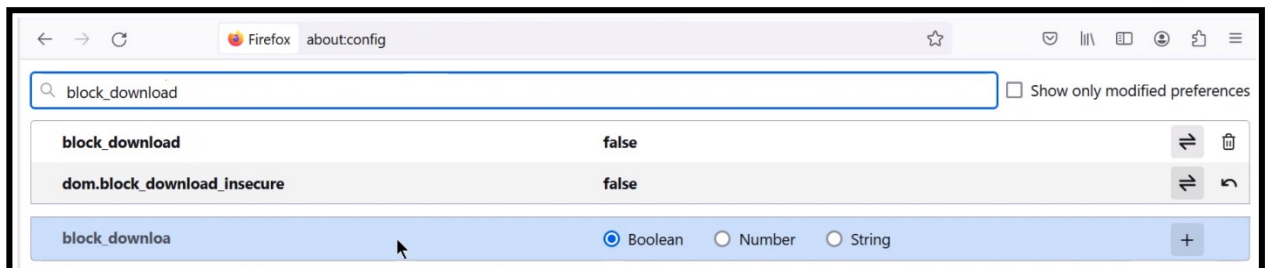 Firefox about:config
block_download
Show only modified preferences
block_download false
dom.block_download_insecure false
block_downloa Boolean Number String